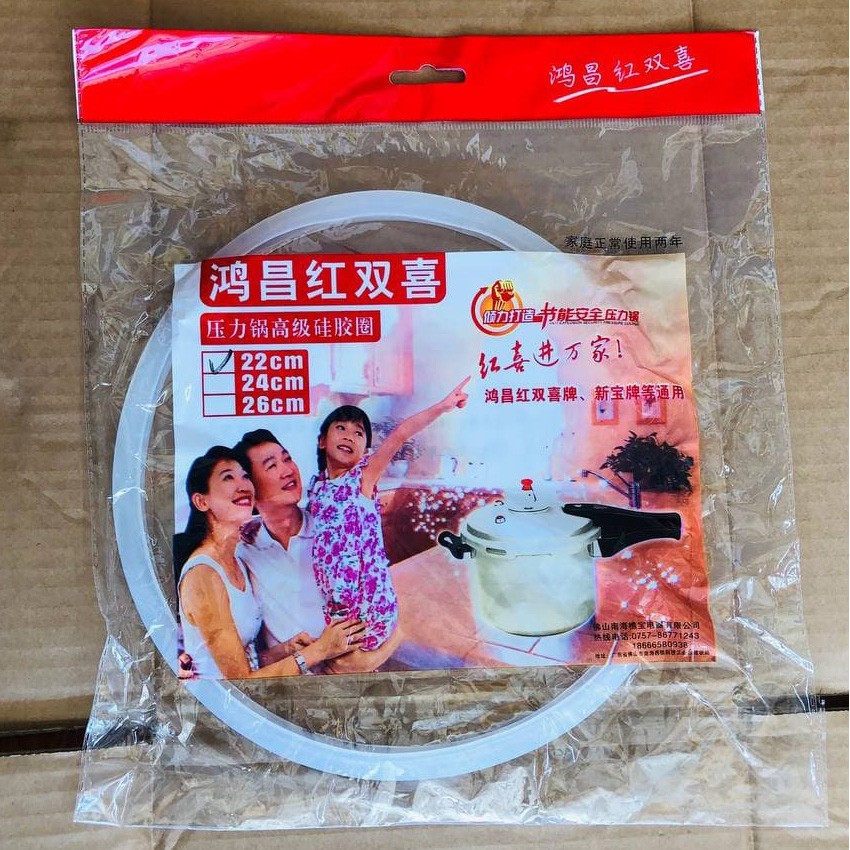 鸿昌红双喜
家庭正常使用两年
鸿昌红双喜
压力锅高级硅胶圈
22cm
24cm
26cm
倾力打造 节能安全压力锅
红喜进万家!
鸿昌红双喜牌、新宝牌等通用
热线电话:0757-86771243
18666580938